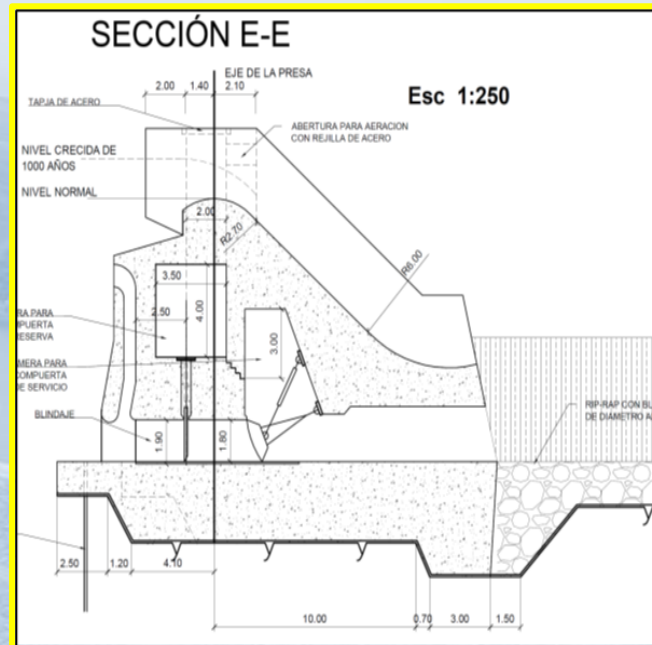 SECCIÓN E-E
EJE DE LA PRESA
2.00 1.40 2.10
Esc 1:250
TAPJA DE ACERO
ABERTURA PARA AERACION
CON REJILLA DE ACERO
NIVEL CRECIDA DE
1000 AÑOS
NIVEL NORMAL
2.00
R2.70
R6.00
3.50
2.50
4.00
RA PARA
MPUERTA
RESERVA
3.00
MERA PARA
OMPUERTA
DE SERVICIO
BLINDAJE
1.90
1.80
RIP-RAP CON BL
DE DIAMETRO A
2.50 1.20 4.10
10.00 0.70 3.00 1.50